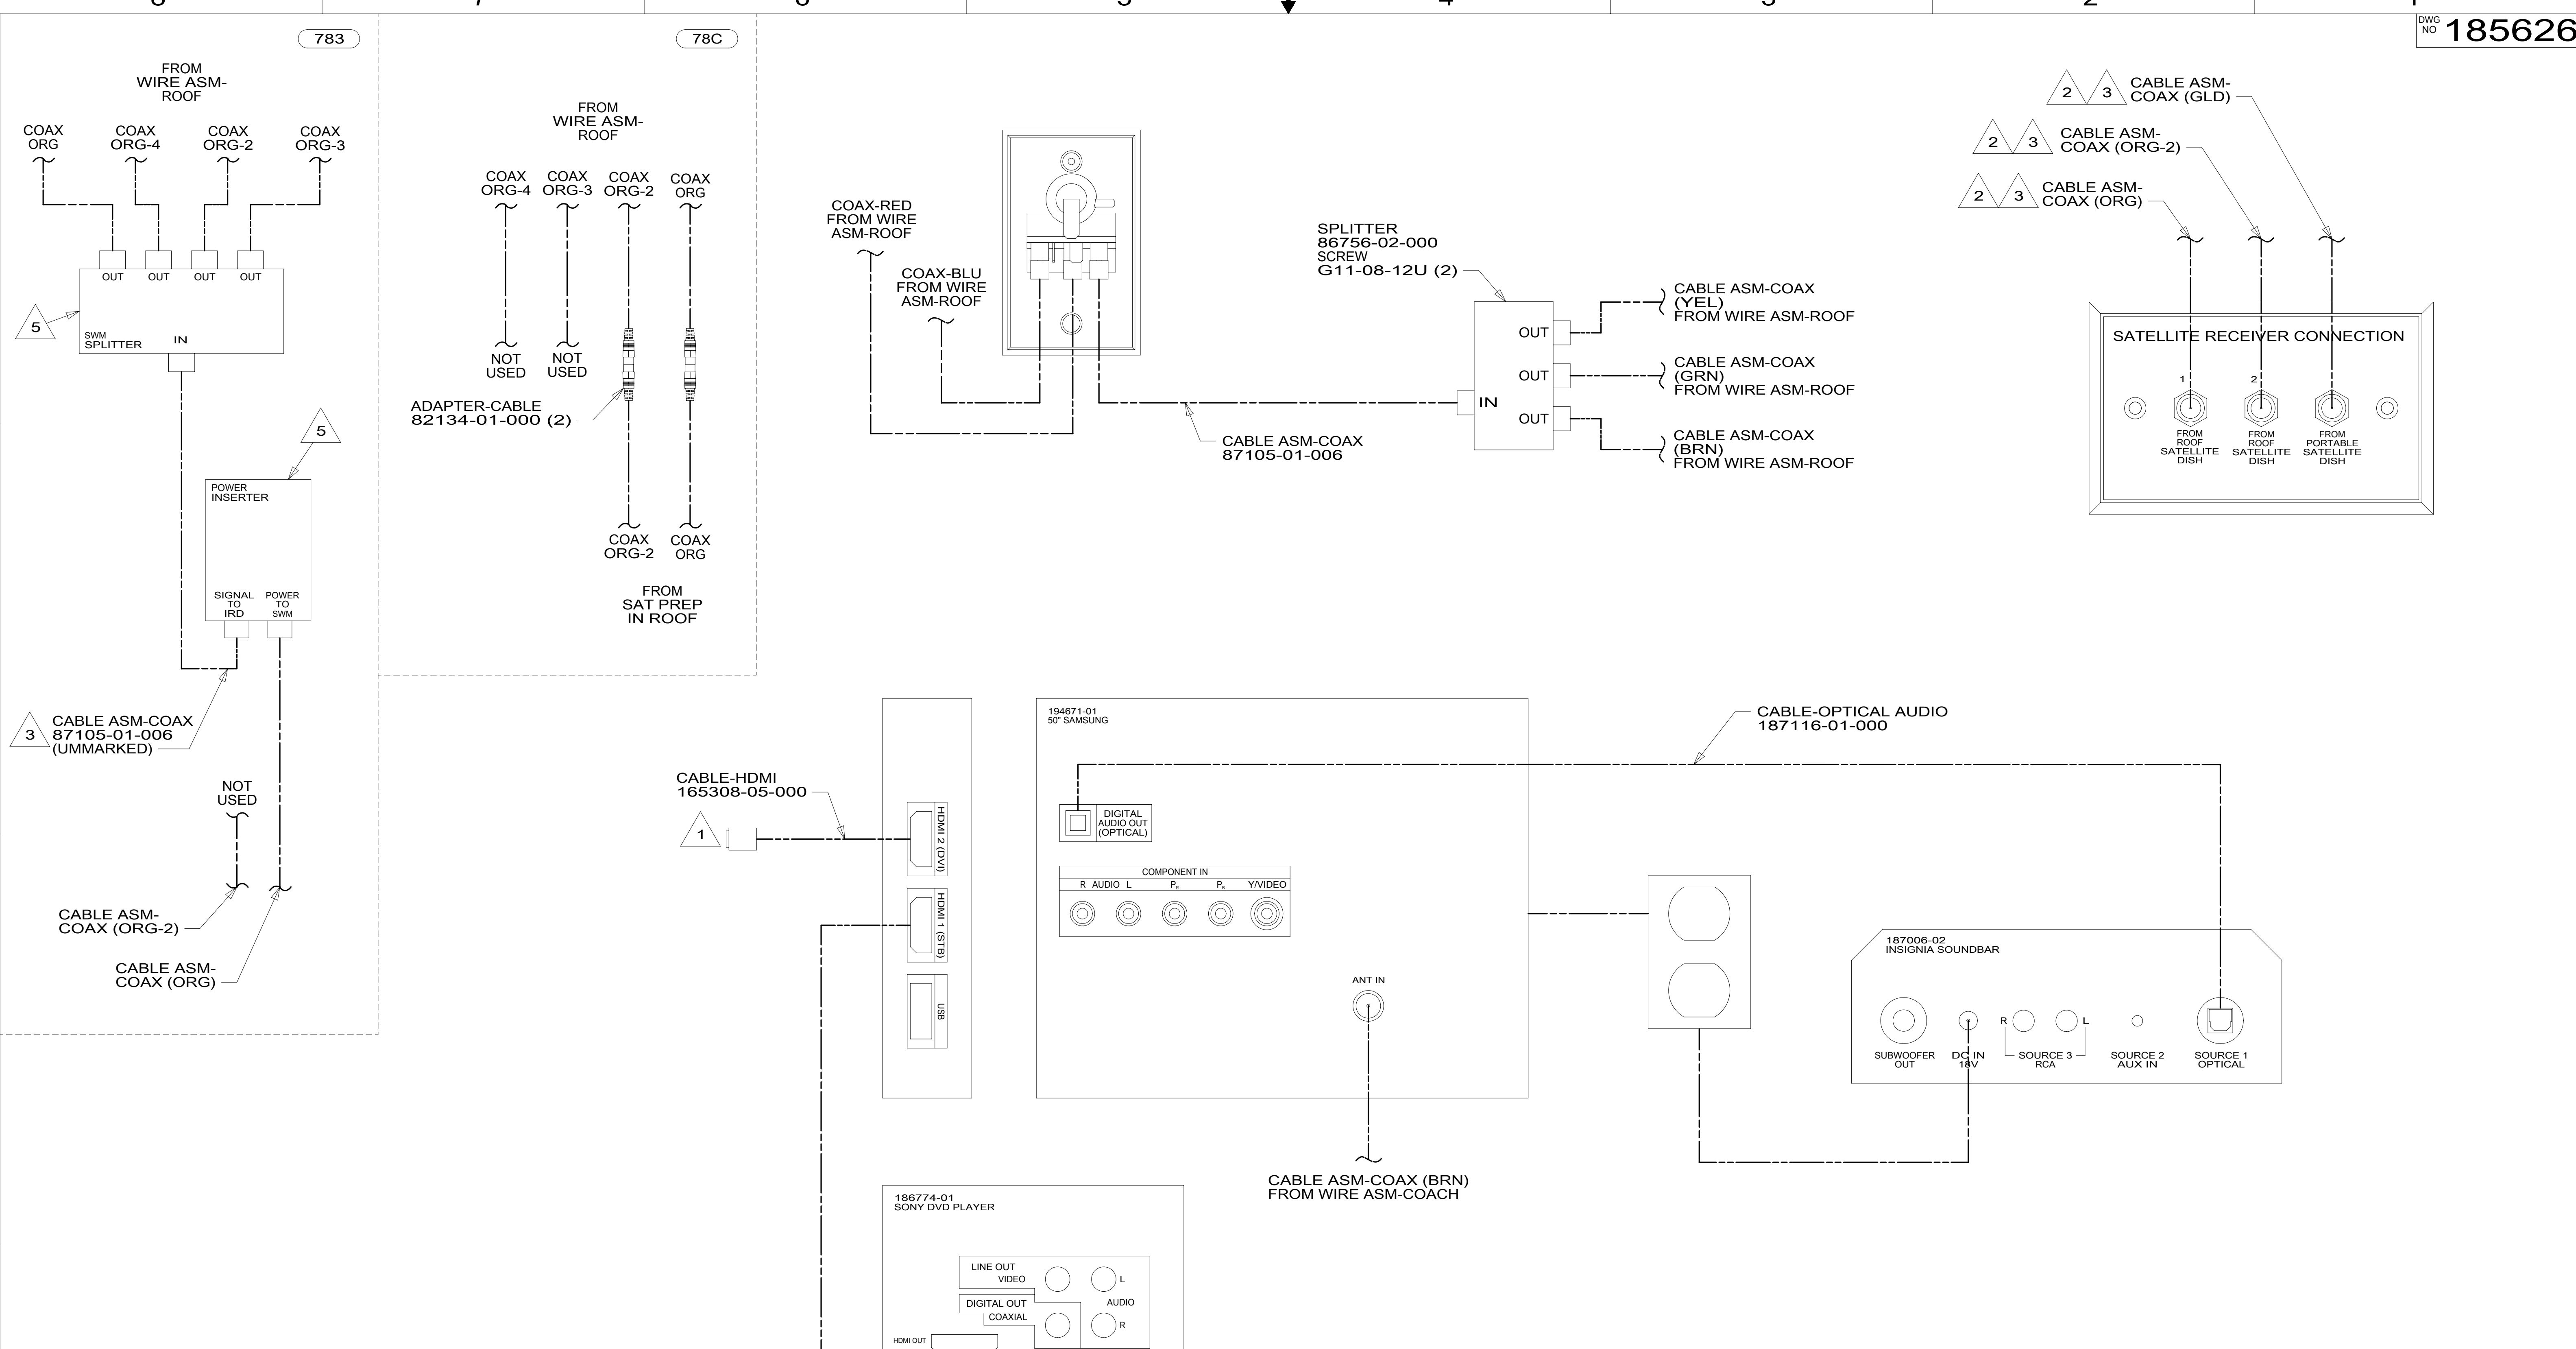 DWG
NO
185626
783
FROM
WIRE ASM-
ROOF
COAX
ORG
COAX
ORG-4
COAX
ORG-2
COAX
ORG-3
OUT
OUT
OUT
OUT
5
SWM
SPLITTER
IN
5
POWER
INSERTER
SIGNAL
TO
IRD
POWER
TO
SWM
3
CABLE ASM-COAX
87105-01-006
(UMMARKED)
NOT
USED
CABLE ASM-
COAX (ORG-2)
CABLE ASM-
COAX (ORG)
78C
FROM
WIRE ASM-
ROOF
COAX
ORG-4
COAX
ORG-3
COAX
ORG-2
COAX
ORG
NOT
USED
NOT
USED
ADAPTER-CABLE
82134-01-000 (2)
COAX
ORG-2
COAX
ORG
FROM
SAT PREP
IN ROOF
COAX-RED
FROM WIRE
ASM-ROOF
COAX-BLU
FROM WIRE
ASM-ROOF
CABLE ASM-COAX
87105-01-006
SPLITTER
86756-02-000
SCREW
G11-08-12U (2)
IN
OUT
OUT
OUT
CABLE ASM-COAX
(YEL)
FROM WIRE ASM-ROOF
CABLE ASM-COAX
(GRN)
FROM WIRE ASM-ROOF
CABLE ASM-COAX
(BRN)
FROM WIRE ASM-ROOF
2
3
CABLE ASM-
COAX (GLD)
2
3
CABLE ASM-
COAX (ORG-2)
2
3
CABLE ASM-
COAX (ORG)
SATELLITE RECEIVER CONNECTION
1
2
FROM
ROOF
SATELLITE
DISH
FROM
ROOF
SATELLITE
DISH
FROM
PORTABLE
SATELLITE
DISH
CABLE-HDMI
165308-05-000
1
HDMI 2 (DVI)
HDMI 1 (STB)
USB
194671-01
50" SAMSUNG
DIGITAL
AUDIO OUT
(OPTICAL)
COMPONENT IN
R AUDIO L
Y/VIDEO
ANT IN
CABLE ASM-COAX (BRN)
FROM WIRE ASM-COACH
CABLE-OPTICAL AUDIO
187116-01-000
187006-02
INSIGNIA SOUNDBAR
SUBWOOFER
OUT
DC IN
18V
R
L
SOURCE 3
RCA
SOURCE 2
AUX IN
SOURCE 1
OPTICAL
186774-01
SONY DVD PLAYER
LINE OUT
VIDEO
L
DIGITAL OUT
AUDIO
COAXIAL
R
HDMI OUT